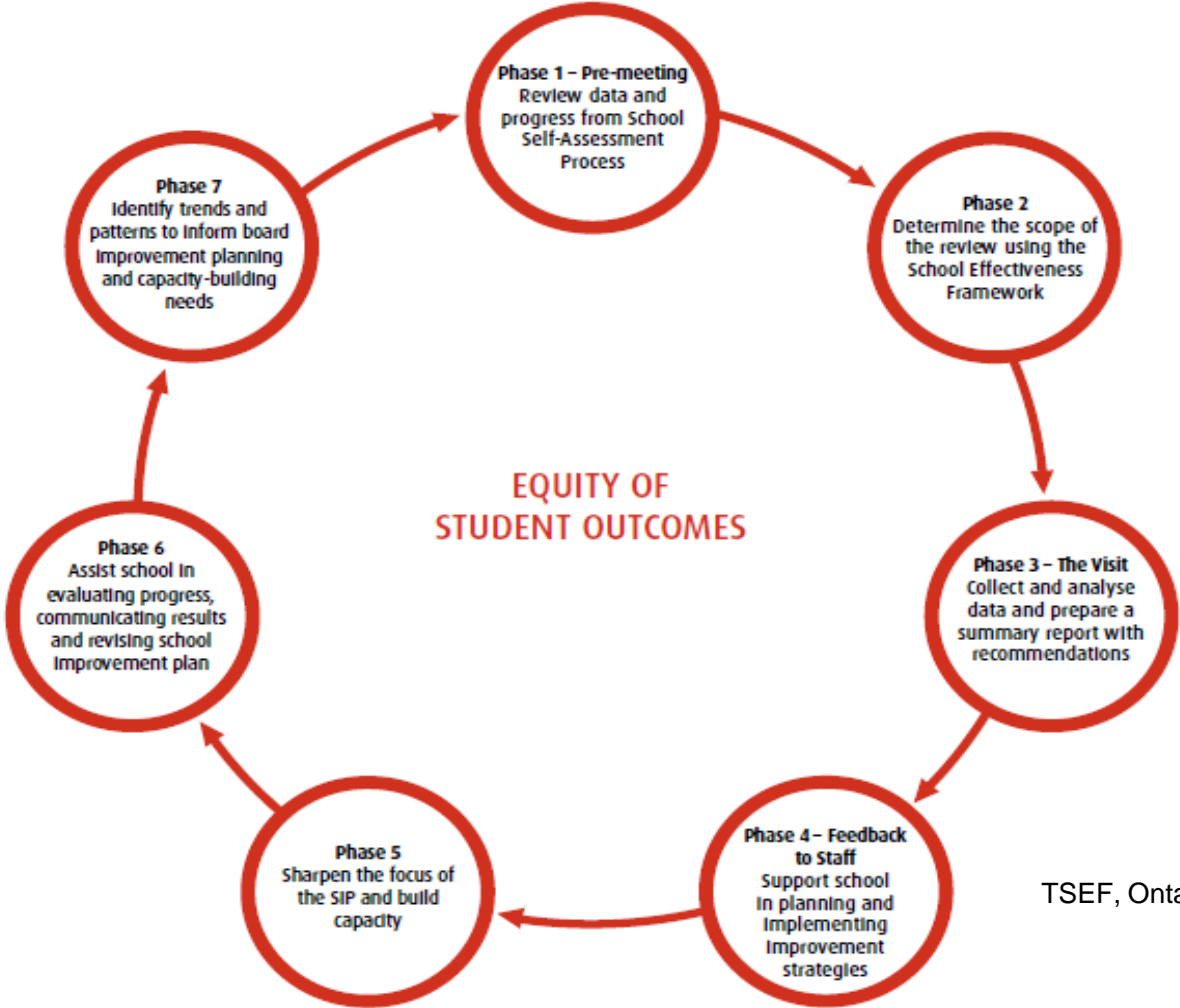 Phase 1 – Pre-meeting
Review data and
progress from School
Self-Assessment
Process
Phase 2
Determine the scope of
the review using the
School Effectiveness
Framework
Phase 3 – The Visit
Collect and analyse
data and prepare a
summary report with
recommendations
Phase 4 – Feedback
to Staff
Support school
in planning and
implementing
improvement
strategies
Phase 5
Sharpen the focus of
the SIP and build
capacity
Phase 6
Assist school in
evaluating progress,
communicating results
and revising school
improvement plan
Phase 7
Identify trends and
patterns to inform board
improvement planning
and capacity-building
needs
EQUITY OF
STUDENT OUTCOMES
TSEF,